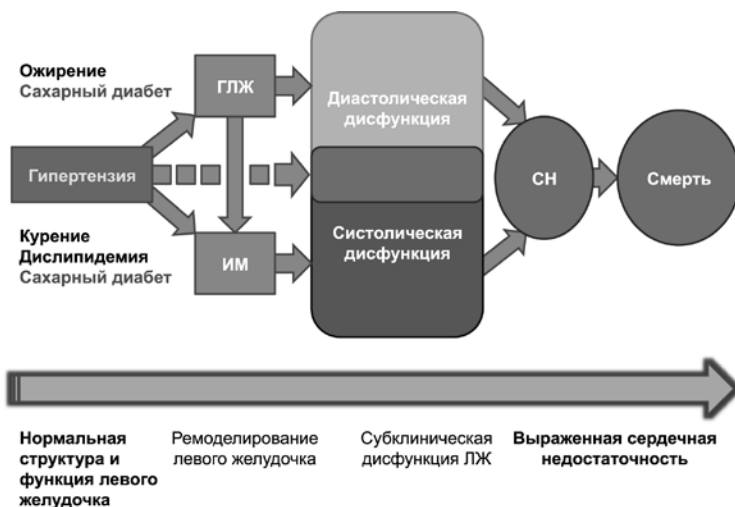 Ожирение
Сахарный диабет
ГЛЖ
Диастолическая
дисфункция
Гипертензия
СН
Смерть
Курение
Дислипидемия
Сахарный диабет
ИМ
Систолическая
дисфункция
Нормальная
структура и
функция левого
желудочка
Ремоделирование
левого желудочка
Субклиническая
дисфункция ЛЖ
Выраженная сердечная
недостаточность